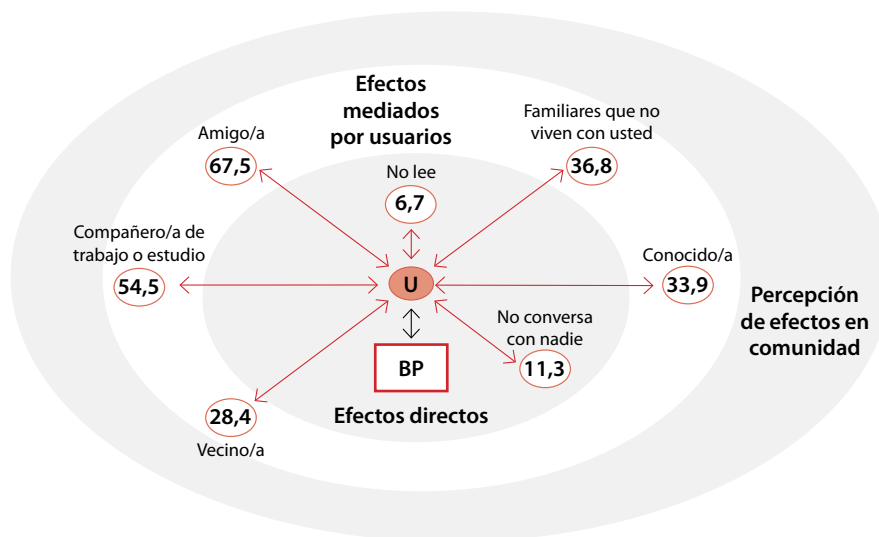 Efectos
mediados
por usuarios
Amigo/a
67,5
Familiares que no
viven con usted
36,8
No lee
6,7
Compañero/a de
trabajo o estudio
54,5
U
Conocido/a
33,9
Percepción
de efectos en
comunidad
No conversa
con nadie
11,3
BP
Efectos directos
28,4
Vecino/a